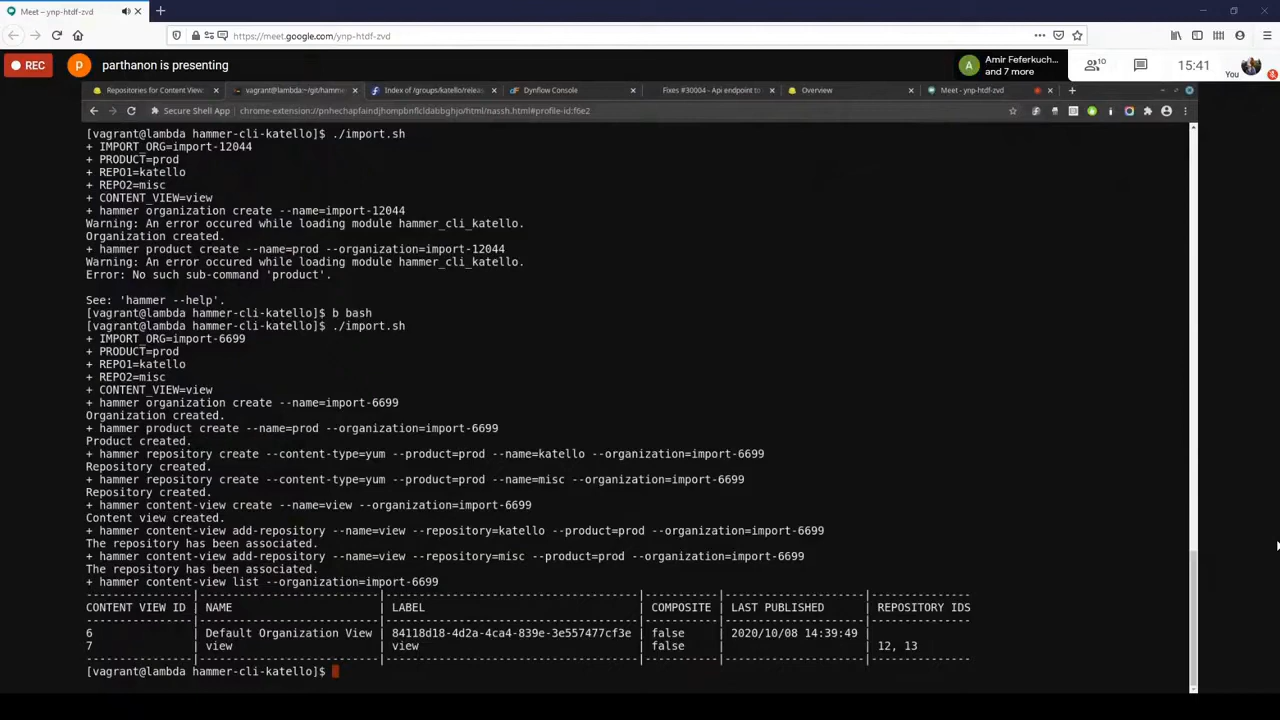 Meet – ynp-htdf-zvd
https://meet.google.com/ynp-htdf-zvd
REC
P
parthanon is presenting
A
Amir Feferkuch...
and 7 more
10
You
15:41
Repositories for Content View
vagrant@lambda:~/git/hamme
Index of /groups/katello/relea
Dynflow Console
Fixes #30004 - Api endpoint to
Overview
Meet - ynp-htdf-zvd
Secure Shell App
chrome-extension://pnhechapfaindjhompbnflcldabbghjo/html/nassh.html#profile-id:f6e2
[vagrant@lambda hammer-cli-katello]$ ./import.sh
+ IMPORT_ORG=import-12044
+ PRODUCT=prod
+ REPO1=katello
+ REPO2=misc
+ CONTENT_VIEW=view
+ hammer organization create --name=import-12044
Warning: An error occured while loading module hammer_cli_katello.
Organization created.
+ hammer product create --name=prod --organization=import-12044
Warning: An error occured while loading module hammer_cli_katello.
Error: No such sub-command 'product'.
See: 'hammer --help'.
[vagrant@lambda hammer-cli-katello]$ b bash
[vagrant@lambda hammer-cli-katello]$ ./import.sh
+ IMPORT_ORG=import-6699
+ PRODUCT=prod
+ REPO1=katello
+ REPO2=misc
+ CONTENT_VIEW=view
+ hammer organization create --name=import-6699
Organization created.
+ hammer product create --name=prod --organization=import-6699
Product created.
+ hammer repository create --content-type=yum --product=prod --name=katello --organization=import-6699
Repository created.
+ hammer repository create --content-type=yum --product=prod --name=misc --organization=import-6699
Repository created.
+ hammer content-view create --name=view --organization=import-6699
Content view created.
+ hammer content-view add-repository --name=view --repository=katello --product=prod --organization=import-6699
The repository has been associated.
+ hammer content-view add-repository --name=view --repository=misc --product=prod --organization=import-6699
The repository has been associated.
+ hammer content-view list --organization=import-6699
CONTENT VIEW ID | NAME | LABEL | COMPOSITE | LAST PUBLISHED | REPOSITORY IDS
6 | Default Organization View | 84118d18-4d2a-4ca4-839e-3e557477cf3e | false | 2020/10/08 14:39:49 |
7 | view | view | false | | 12, 13
[vagrant@lambda hammer-cli-katello]$